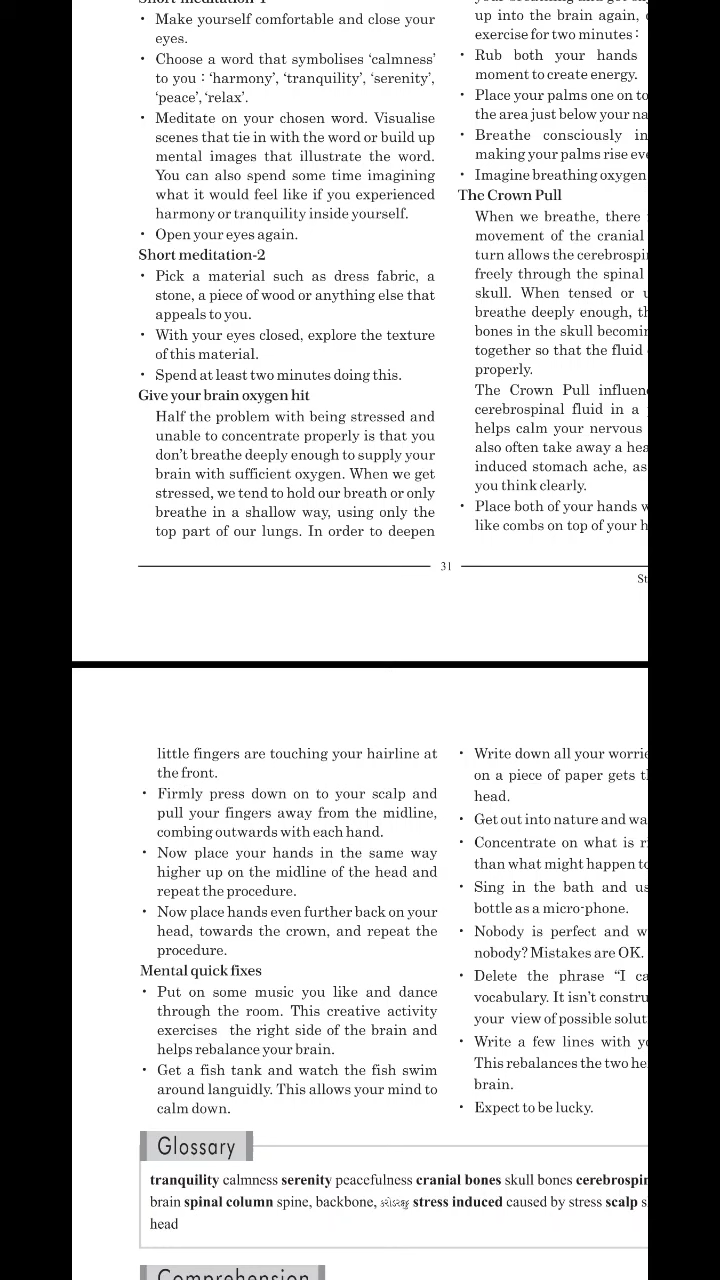 Short meditation-1
• Make yourself comfortable and close your
eyes.
• Choose a word that symbolises ‘calmness’
to you : ‘harmony’, ‘tranquility’, ‘serenity’,
‘peace’, ‘relax’.
• Meditate on your chosen word. Visualise
scenes that tie in with the word or build up
mental images that illustrate the word.
You can also spend some time imagining
what it would feel like if you experienced
harmony or tranquility inside yourself.
• Open your eyes again.
Short meditation-2
• Pick a material such as dress fabric, a
stone, a piece of wood or anything else that
appeals to you.
• With your eyes closed, explore the texture
of this material.
• Spend at least two minutes doing this.
Give your brain oxygen hit
Half the problem with being stressed and
unable to concentrate properly is that you
don’t breathe deeply enough to supply your
brain with sufficient oxygen. When we get
stressed, we tend to hold our breath or only
breathe in a shallow way, using only the
top part of our lungs. In order to deepen
up into the brain again,
exercise for two minutes :
• Rub both your hands
moment to create energy.
• Place your palms one on to
the area just below your na
• Breathe consciously in
making your palms rise eve
• Imagine breathing oxygen
The Crown Pull
When we breathe, there
movement of the cranial
turn allows the cerebrospi
freely through the spinal
skull. When tensed or u
breathe deeply enough, th
bones in the skull becomin
together so that the fluid
properly.
The Crown Pull influen
cerebrospinal fluid in a
helps calm your nervous
also often take away a hea
induced stomach ache, as
you think clearly.
• Place both of your hands w
like combs on top of your h
31
St
little fingers are touching your hairline at
the front.
• Firmly press down on to your scalp and
pull your fingers away from the midline,
combing outwards with each hand.
• Now place your hands in the same way
higher up on the midline of the head and
repeat the procedure.
• Now place hands even further back on your
head, towards the crown, and repeat the
procedure.
Mental quick fixes
• Put on some music you like and dance
through the room. This creative activity
exercises the right side of the brain and
helps rebalance your brain.
• Get a fish tank and watch the fish swim
around languidly. This allows your mind to
calm down.
• Write down all your worrie
on a piece of paper gets t
head.
• Get out into nature and wa
• Concentrate on what is r
than what might happen to
• Sing in the bath and us
bottle as a micro-phone.
• Nobody is perfect and w
nobody? Mistakes are OK.
• Delete the phrase “I ca
vocabulary. It isn’t constru
your view of possible solut
• Write a few lines with yo
This rebalances the two he
brain.
• Expect to be lucky.
Glossary
tranquility calmness serenity peacefulness cranial bones skull bones cerebrospin
brain spinal column spine, backbone, કરોડરજ્જુ stress induced caused by stress scalp s
head
Comprehension